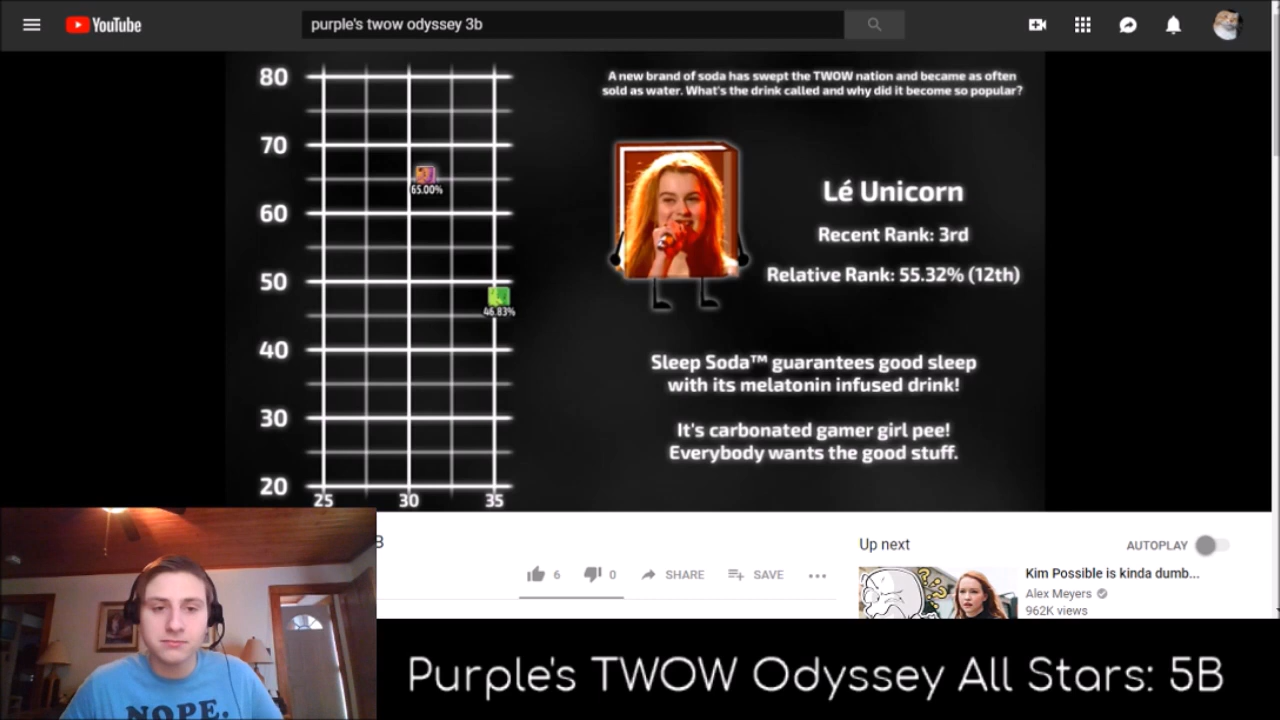 YouTube
purple's twow odyssey 3b
80
70
60
50
40
30
20
25
30
35
65.00%
46.83%
A new brand of soda has swept the TWOW nation and became as often
sold as water. What's the drink called and why did it become so popular?
Lé Unicorn
Recent Rank: 3rd
Relative Rank: 55.32% (12th)
Sleep Soda™ guarantees good sleep
with its melatonin infused drink!
It's carbonated gamer girl pee!
Everybody wants the good stuff.
B
6
0
SHARE
SAVE
Up next
AUTOPLAY
Kim Possible is kinda dumb...
Alex Meyers
962K views
NOPE.
Purple's TWOW Odyssey All Stars: 5B